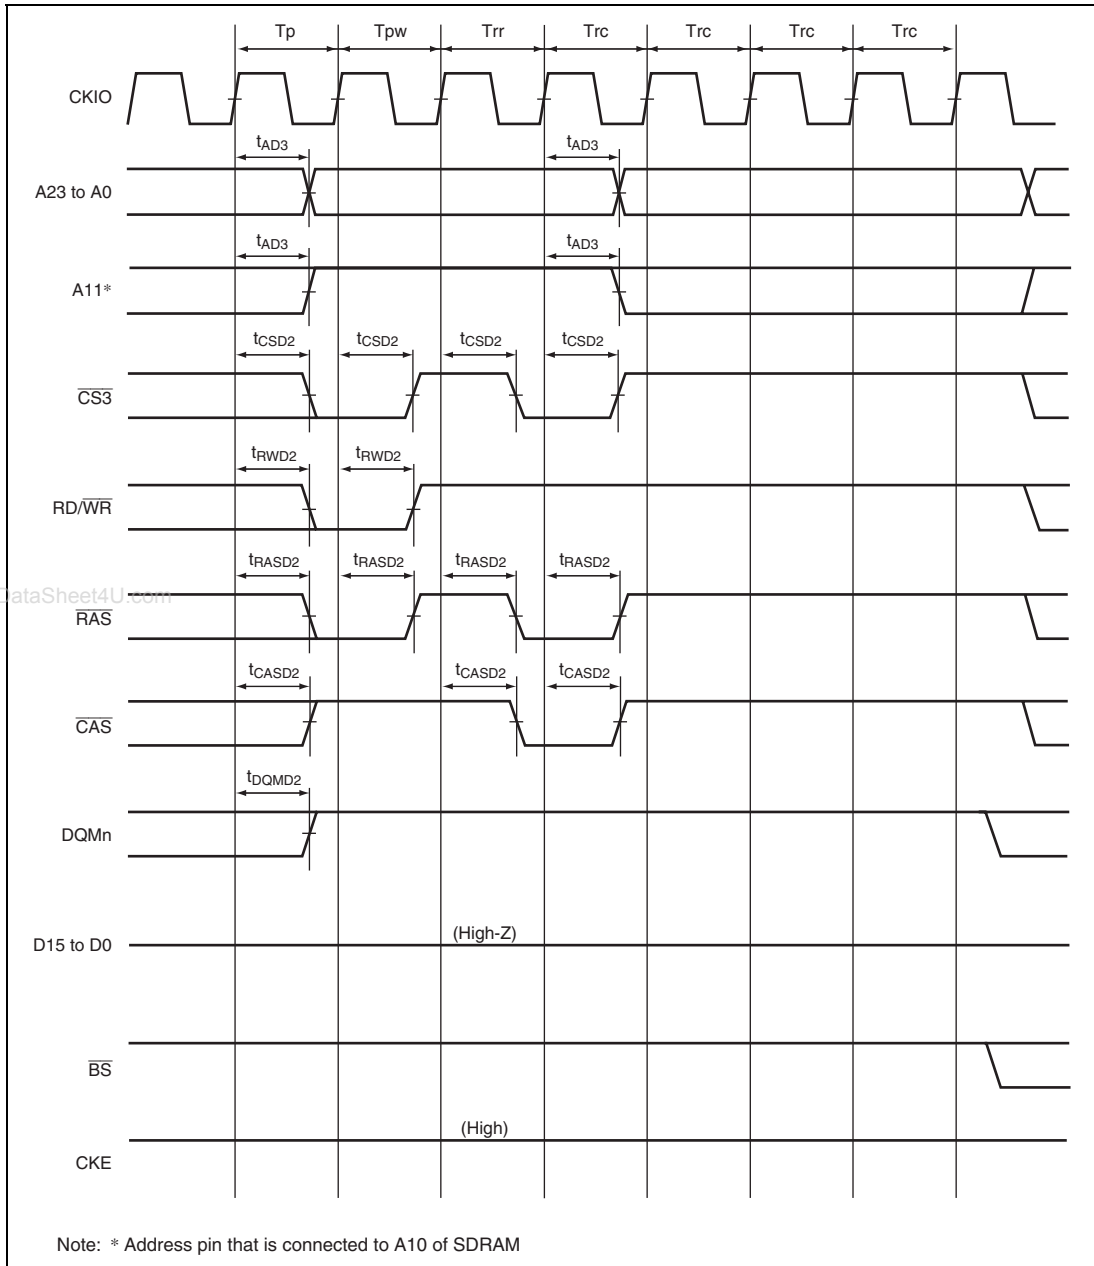 Tp Tpw Trr Trc Trc Trc Trc
CKIO
tAD3 tAD3
A23 to A0
tAD3 tAD3
A11*
tCSD2 tCSD2 tCSD2 tCSD2
CS3
tRWD2 tRWD2
RD/WR
tRASD2 tRASD2 tRASD2 tRASD2
DataSheet4U.com
RAS
tCASD2 tCASD2 tCASD2
CAS
tDQMD2
DQMn
(High-Z)
D15 to D0
BS
(High)
CKE
Note: * Address pin that is connected to A10 of SDRAM